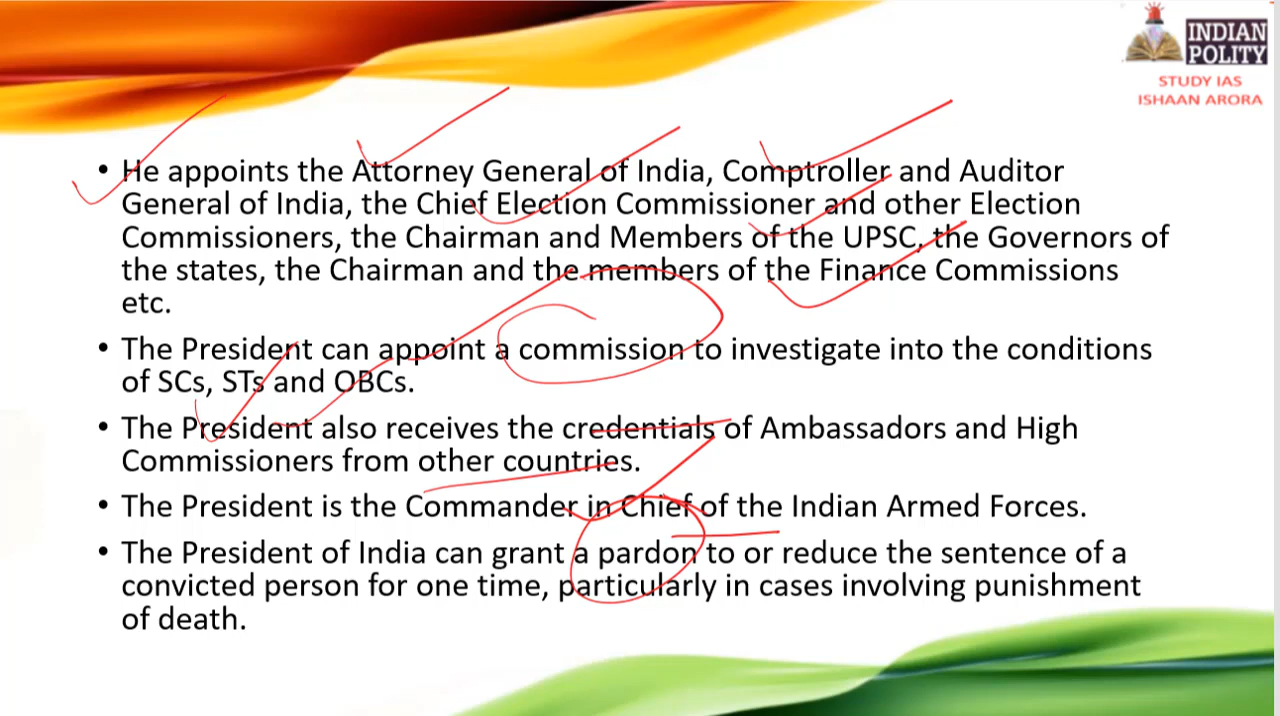 INDIAN
POLITY
STUDY IAS
ISHAAN ARORA
• He appoints the Attorney General of India, Comptroller and Auditor
General of India, the Chief Election Commissioner and other Election
Commissioners, the Chairman and Members of the UPSC, the Governors of
the states, the Chairman and the members of the Finance Commissions
etc.
• The President can appoint a commission to investigate into the conditions
of SCs, STs and OBCs.
• The President also receives the credentials of Ambassadors and High
Commissioners from other countries.
• The President is the Commander in Chief of the Indian Armed Forces.
• The President of India can grant a pardon to or reduce the sentence of a
convicted person for one time, particularly in cases involving punishment
of death.